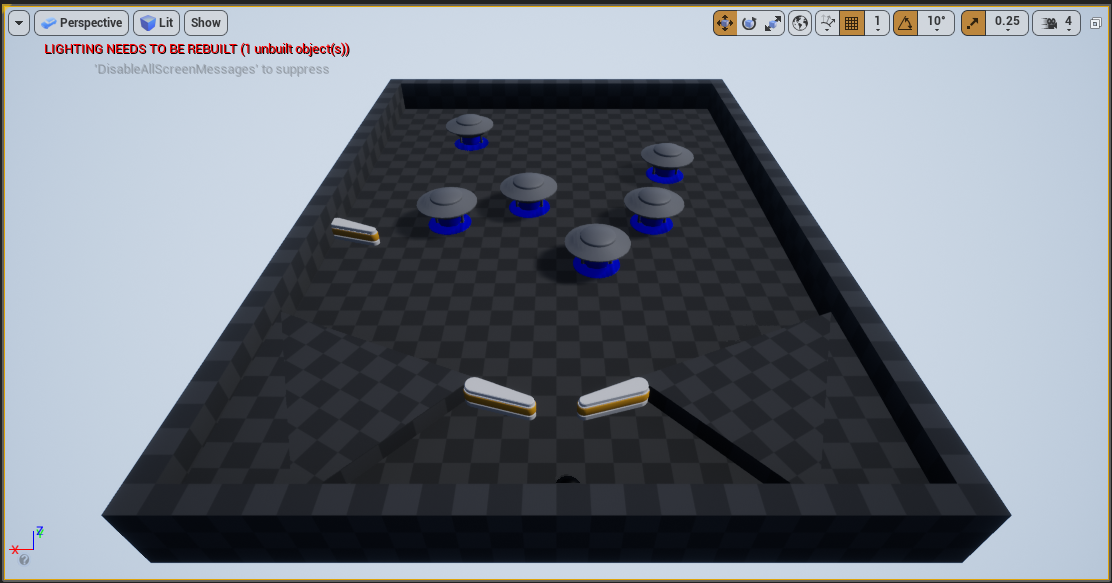 Perspective Lit Show 1 10° 0.25 4
LIGHTING NEEDS TO BE REBUILT (1 unbuilt object(s))
'DisableAllScreenMessages' to suppress
Z
X
?